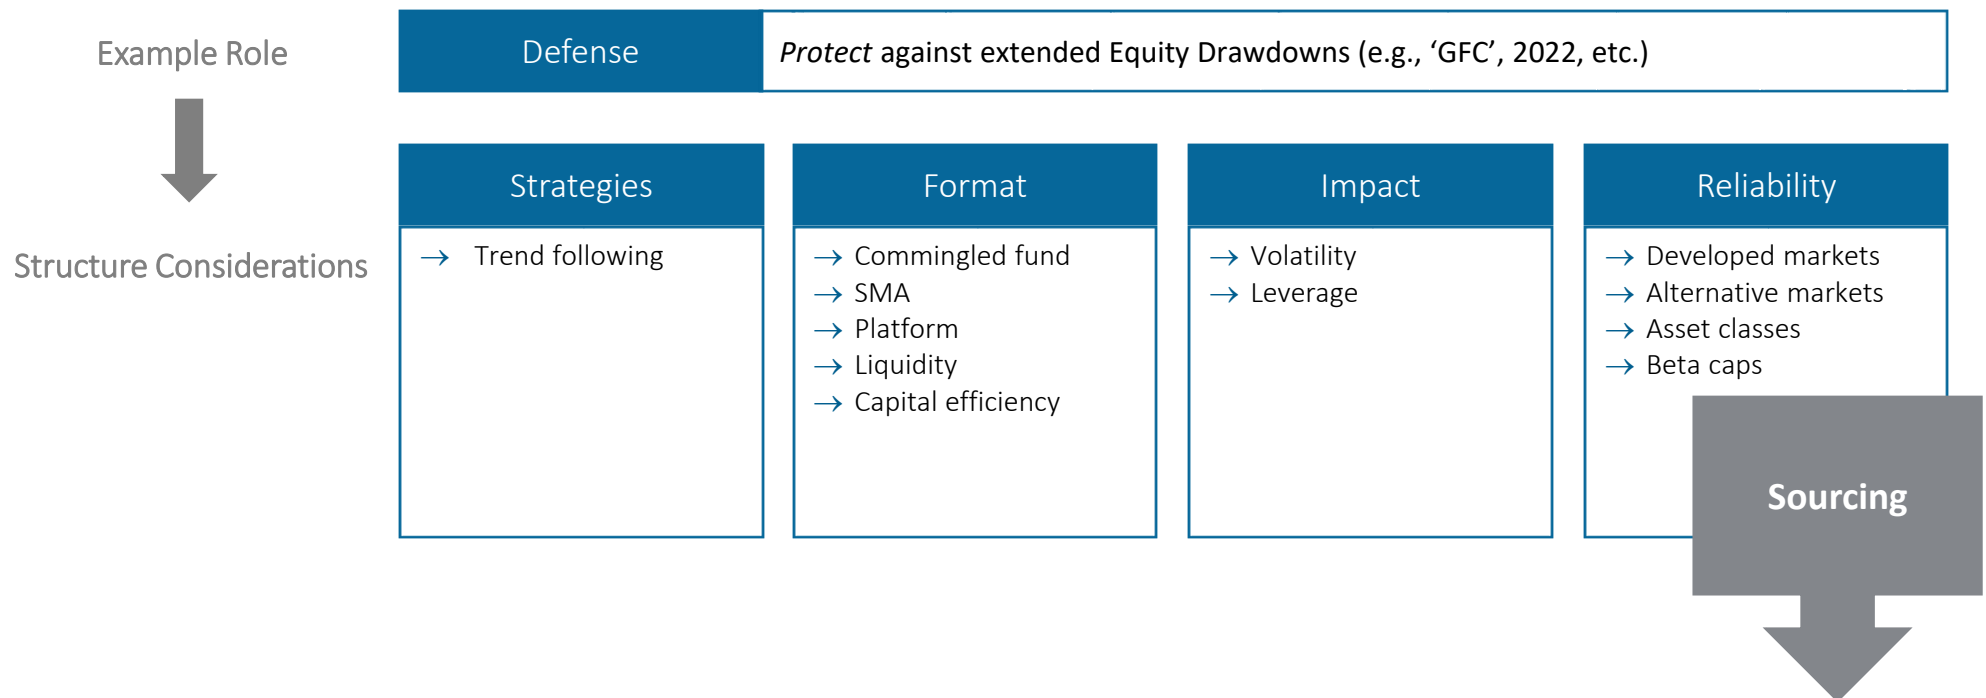 Example Role
Defense
Protect against extended Equity Drawdowns (e.g., ‘GFC’, 2022, etc.)
Structure Considerations
Strategies
→ Trend following
Format
→ Commingled fund
→ SMA
→ Platform
→ Liquidity
→ Capital efficiency
Impact
→ Volatility
→ Leverage
Reliability
→ Developed markets
→ Alternative markets
→ Asset classes
→ Beta caps
Sourcing